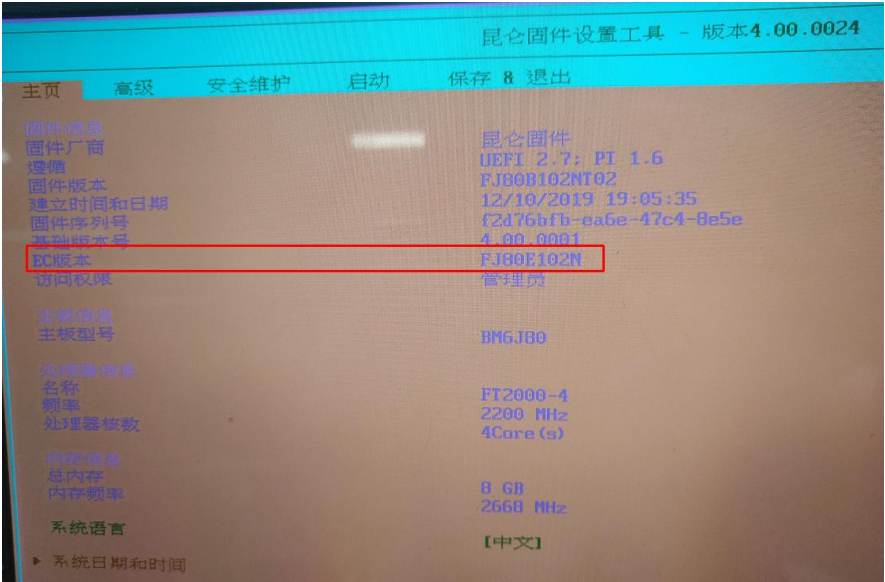 昆仑固件设置工具 - 版本4.00.0024
主页 高级 安全维护 启动 保存 & 退出
固件信息
固件厂商 昆仑固件
遵循 UEFI 2.7; PI 1.6
固件版本 FJ80B102NT02
建立时间和日期 12/10/2019 19:05:35
固件序列号 f2d76bfb-ea6e-47c4-8e5e
基础版本号 4.00.0001
EC版本 FJ80E102N
访问权限 管理员
主板信息
主板型号 BM6J80
处理器信息
名称 FT2000-4
频率 2200 MHz
处理器核数 4Core(s)
内存信息
总内存 8 GB
内存频率 2668 MHz
系统语言 [中文]
▶ 系统日期和时间